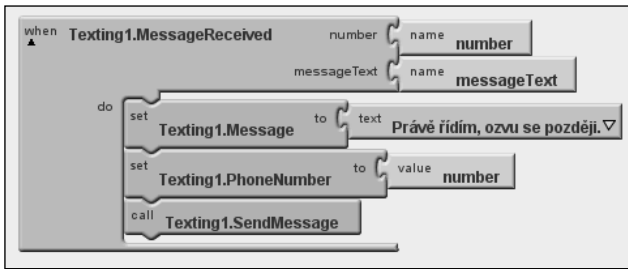 when Texting1.MessageReceived number name number
messageText name messageText
do
set Texting1.Message to text Právě řídím, ozvu se později.
set Texting1.PhoneNumber to value number
call Texting1.SendMessage